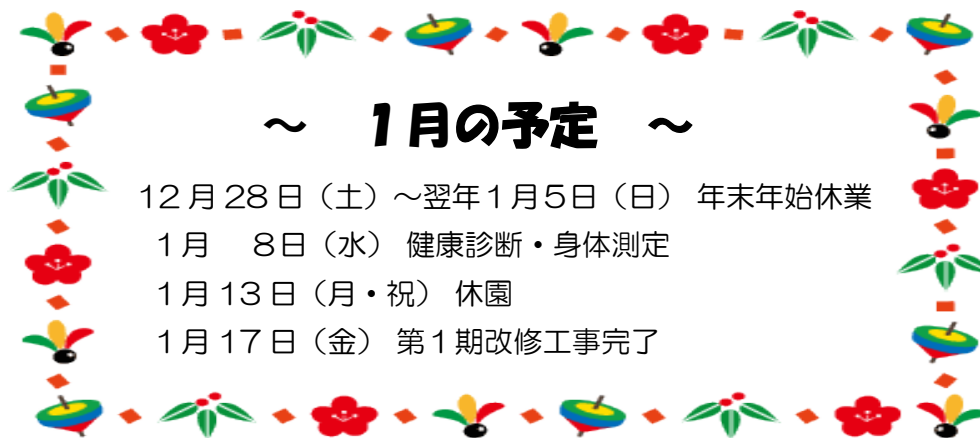 ～　１月の予定　～
１２月２８日（土）～翌年１月５日（日） 年末年始休業
１月　８日（水） 健康診断・身体測定
１月１３日（月・祝） 休園
１月１７日（金） 第１期改修工事完了